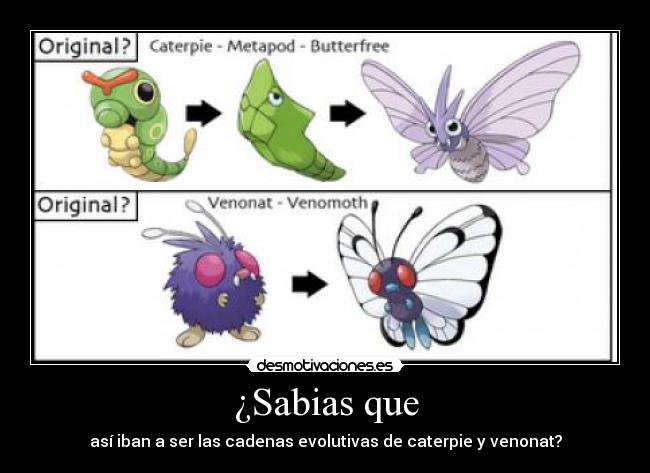 Original?
Caterpie - Metapod - Butterfree
Original?
Venonat - Venomoth
desmotivaciones.es
¿Sabias que
así iban a ser las cadenas evolutivas de caterpie y venonat?